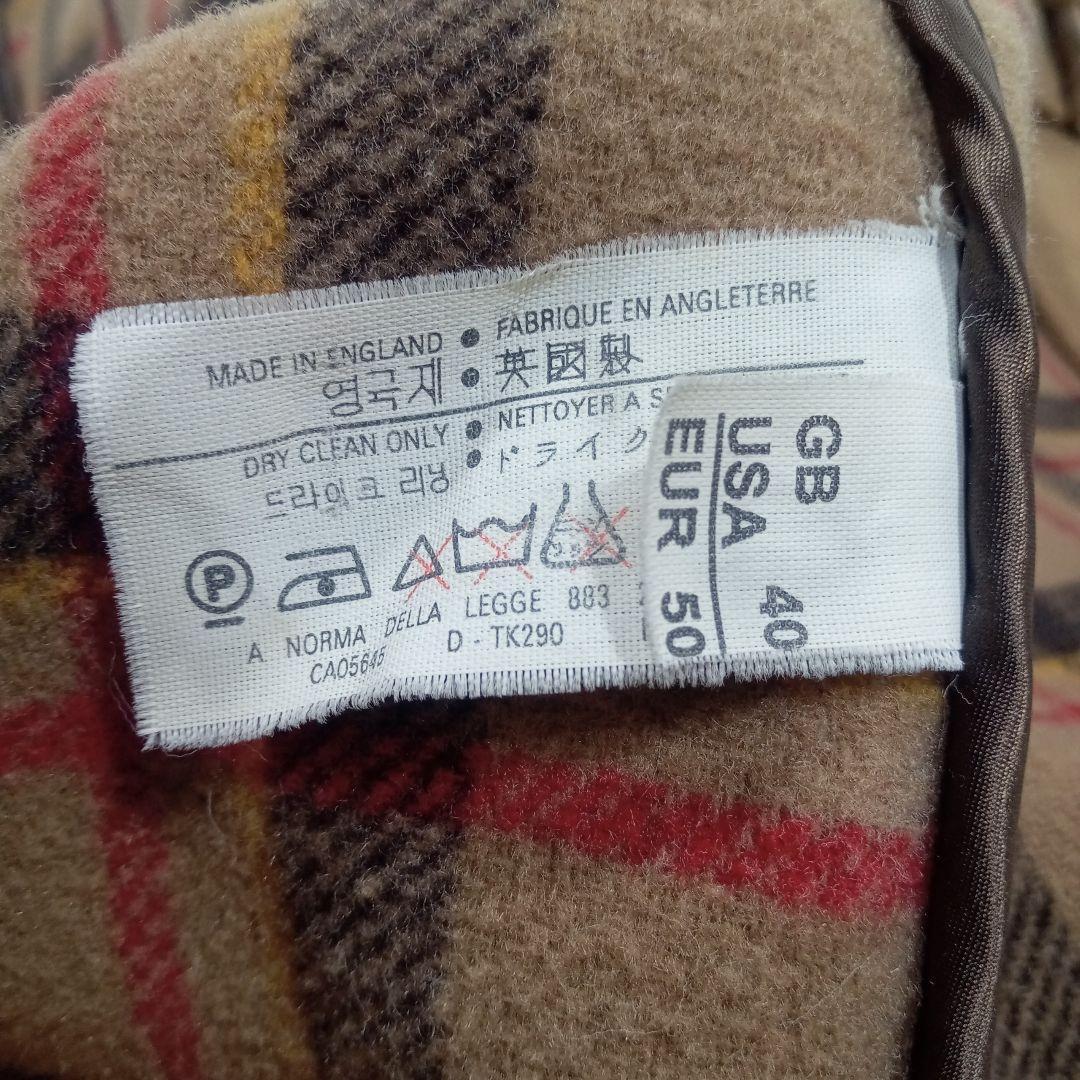 MADE IN ENGLAND • FABRIQUE EN ANGLETERRE
영국재 • 英國製
DRY CLEAN ONLY • NETTOYER A
드라이크리닝 • ドライク
P
A NORMA DELLA LEGGE 883
CA05645 D - TK290
GB
USA 40
EUR 50